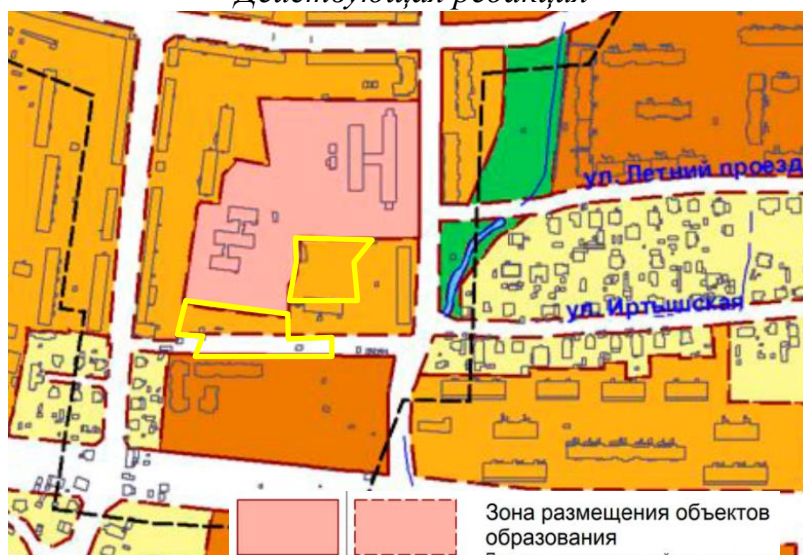 Действующая редакция
ул. Летний проезд
ул. Иртышская
Зона размещения объектов
образования